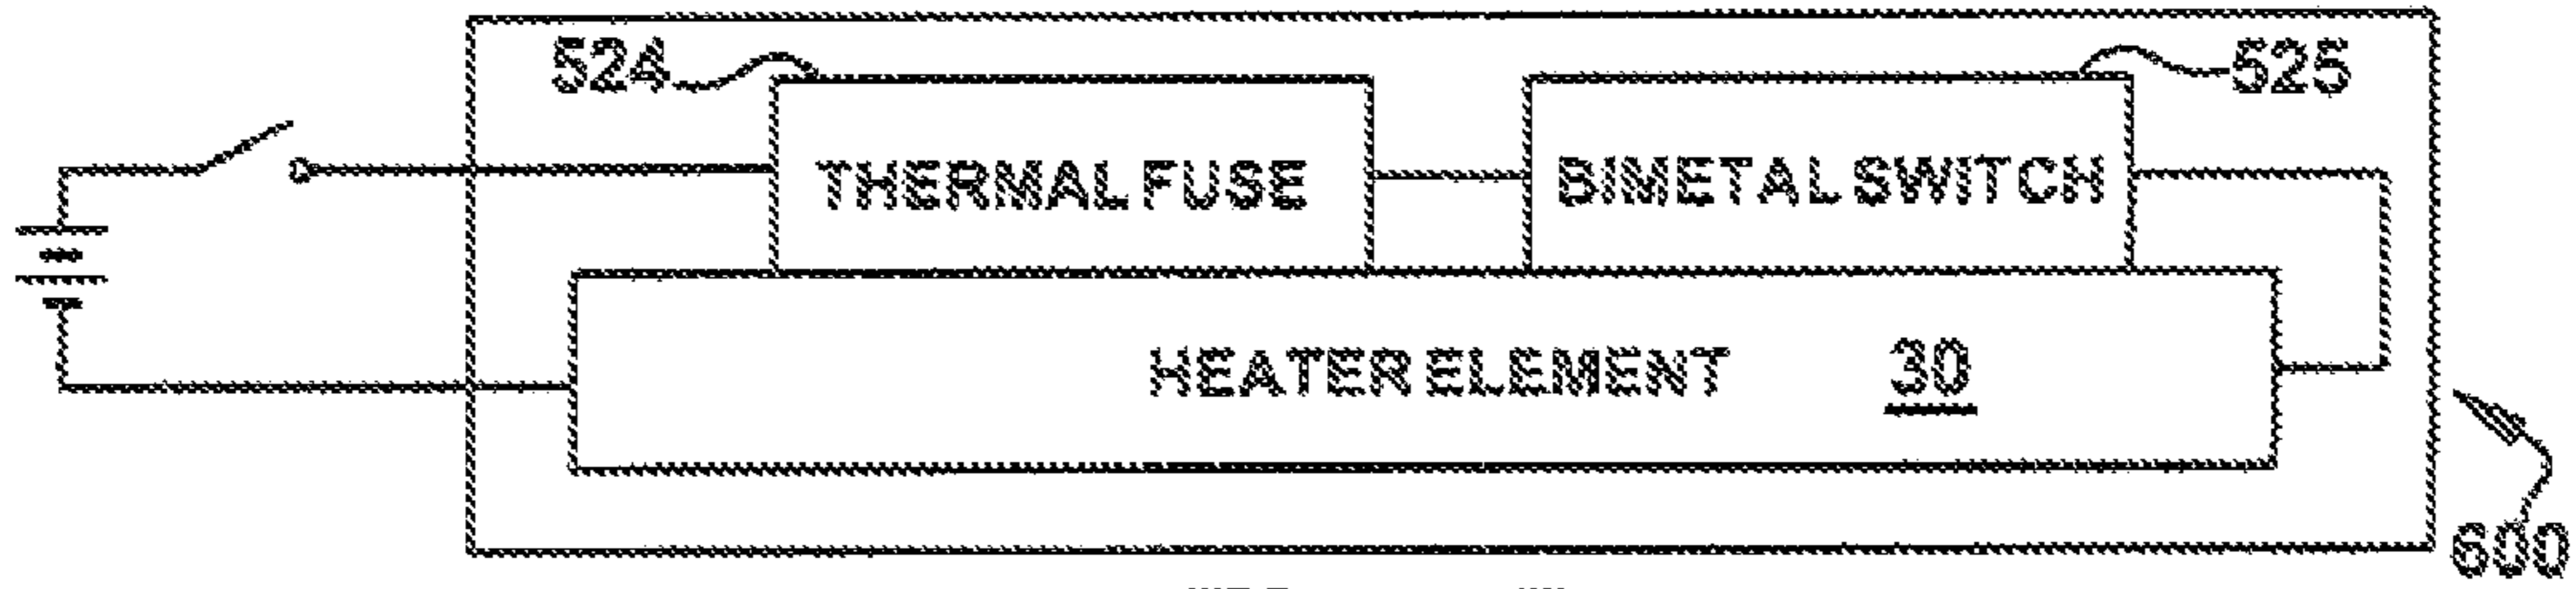 524
525
THERMAL FUSE
BIMETAL SWITCH
HEATER ELEMENT 30
600